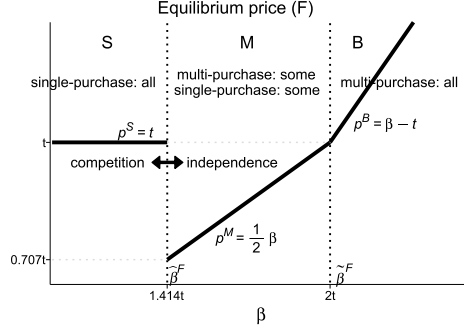 Equilibrium price (F)
S
M
B
single-purchase: all
multi-purchase: some
single-purchase: some
multi-purchase: all
p^S = t
p^B = β − t
t
competition
independence
p^M = 1/2 β
0.707t
β̂^F
β̃^F
1.414t
2t
β